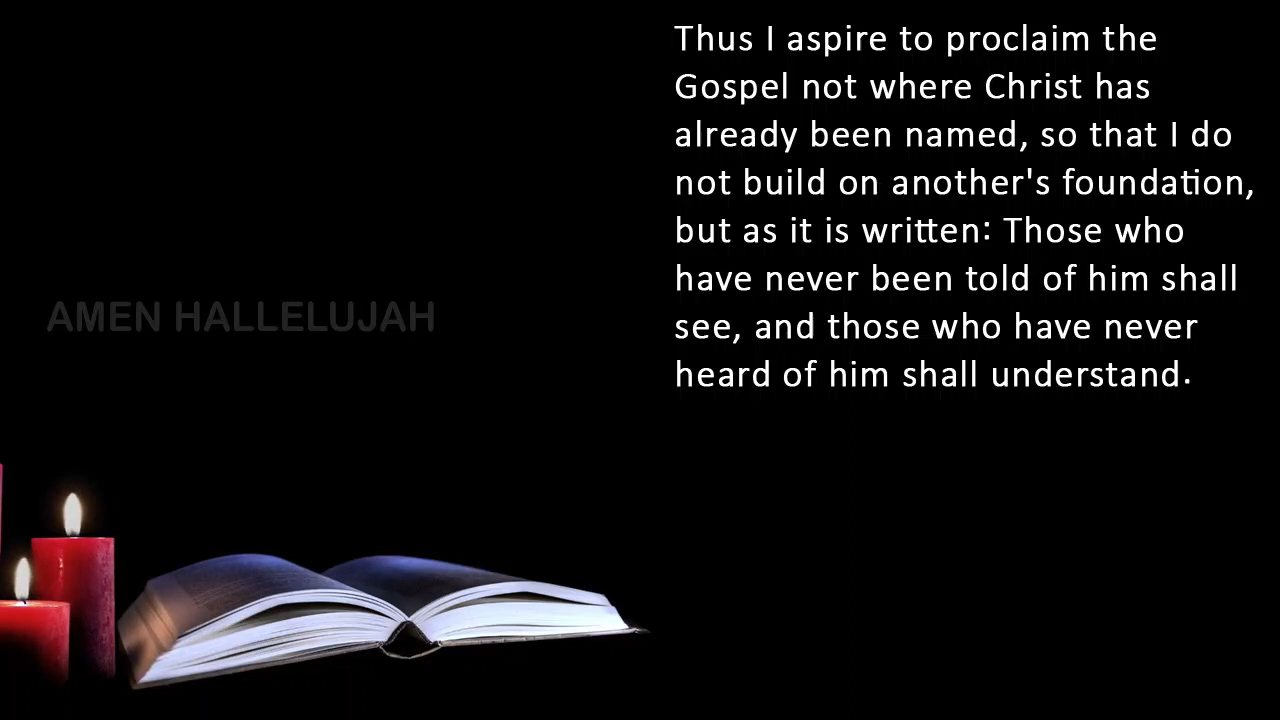 Thus I aspire to proclaim the
Gospel not where Christ has
already been named, so that I do
not build on another's foundation,
but as it is written: Those who
have never been told of him shall
see, and those who have never
heard of him shall understand.
AMEN HALLELUJAH